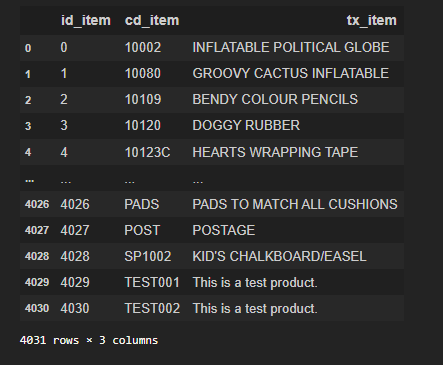 id_item cd_item tx_item
0 0 10002 INFLATABLE POLITICAL GLOBE
1 1 10080 GROOVY CACTUS INFLATABLE
2 2 10109 BENDY COLOUR PENCILS
3 3 10120 DOGGY RUBBER
4 4 10123C HEARTS WRAPPING TAPE
... ... ... ...
4026 4026 PADS PADS TO MATCH ALL CUSHIONS
4027 4027 POST POSTAGE
4028 4028 SP1002 KID'S CHALKBOARD/EASEL
4029 4029 TEST001 This is a test product.
4030 4030 TEST002 This is a test product.
4031 rows × 3 columns